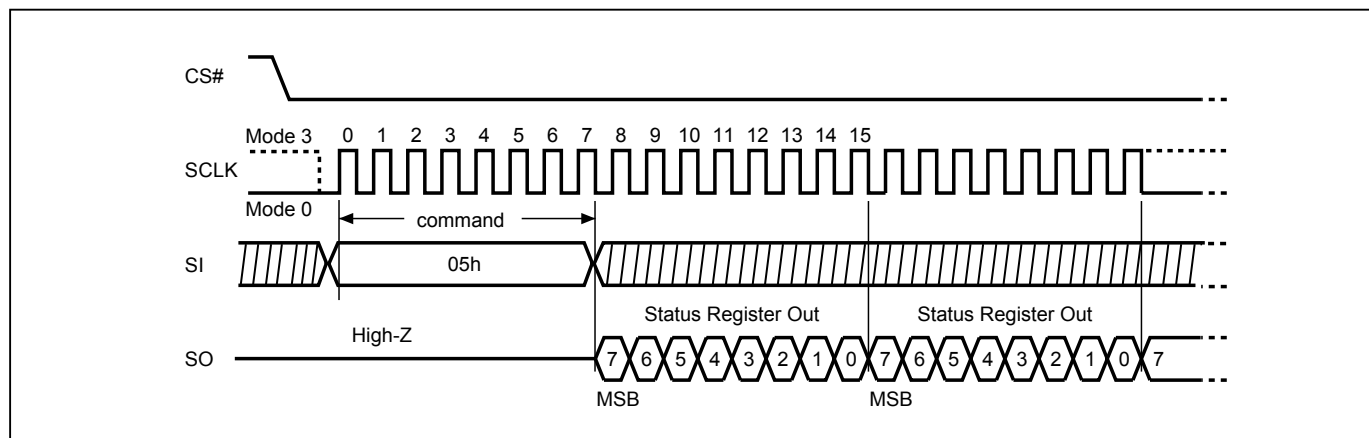 CS#
Mode 3
0 1 2 3 4 5 6 7 8 9 10 11 12 13 14 15
SCLK
Mode 0
command
SI
05h
Status Register Out Status Register Out
High-Z
SO
7 6 5 4 3 2 1 0 7 6 5 4 3 2 1 0 7
MSB MSB